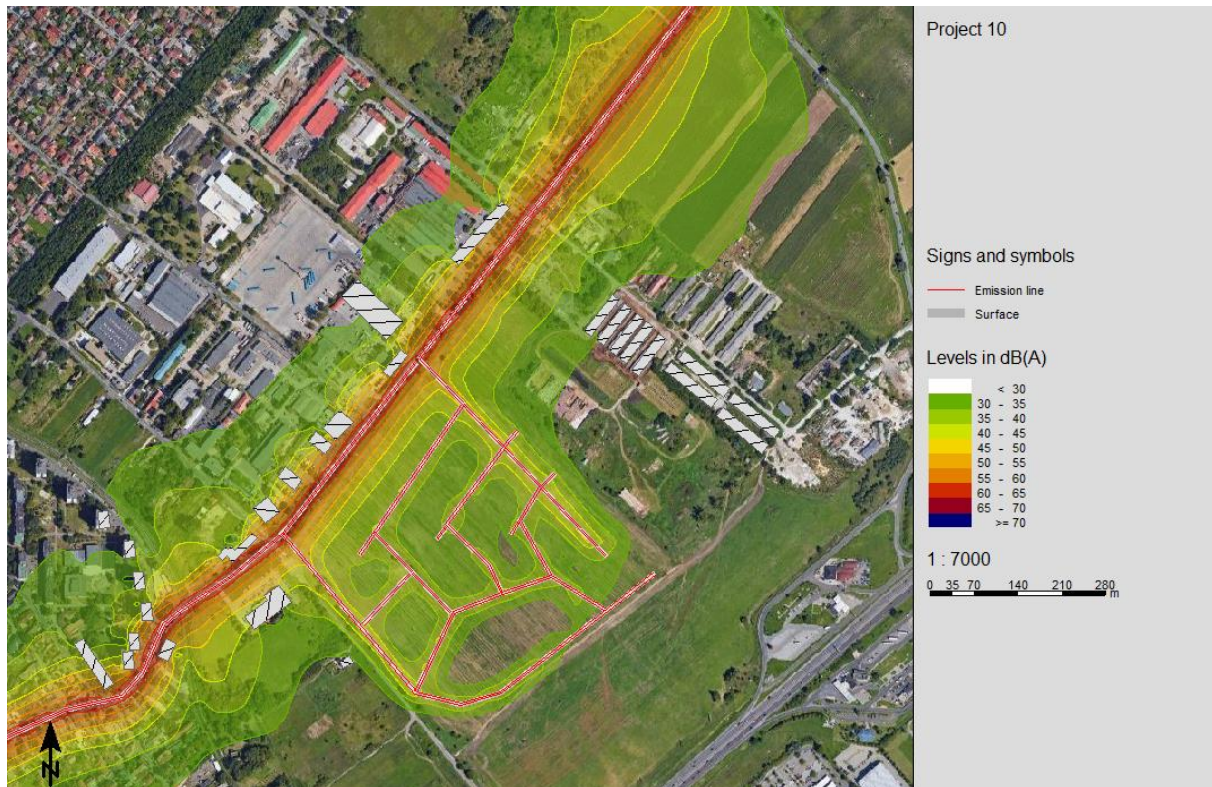 Project 10
Signs and symbols
Emission line
Surface
Levels in dB(A)
< 30
30 - 35
35 - 40
40 - 45
45 - 50
50 - 55
55 - 60
60 - 65
65 - 70
>= 70
1 : 7000
0 35 70 140 210 280
m
N